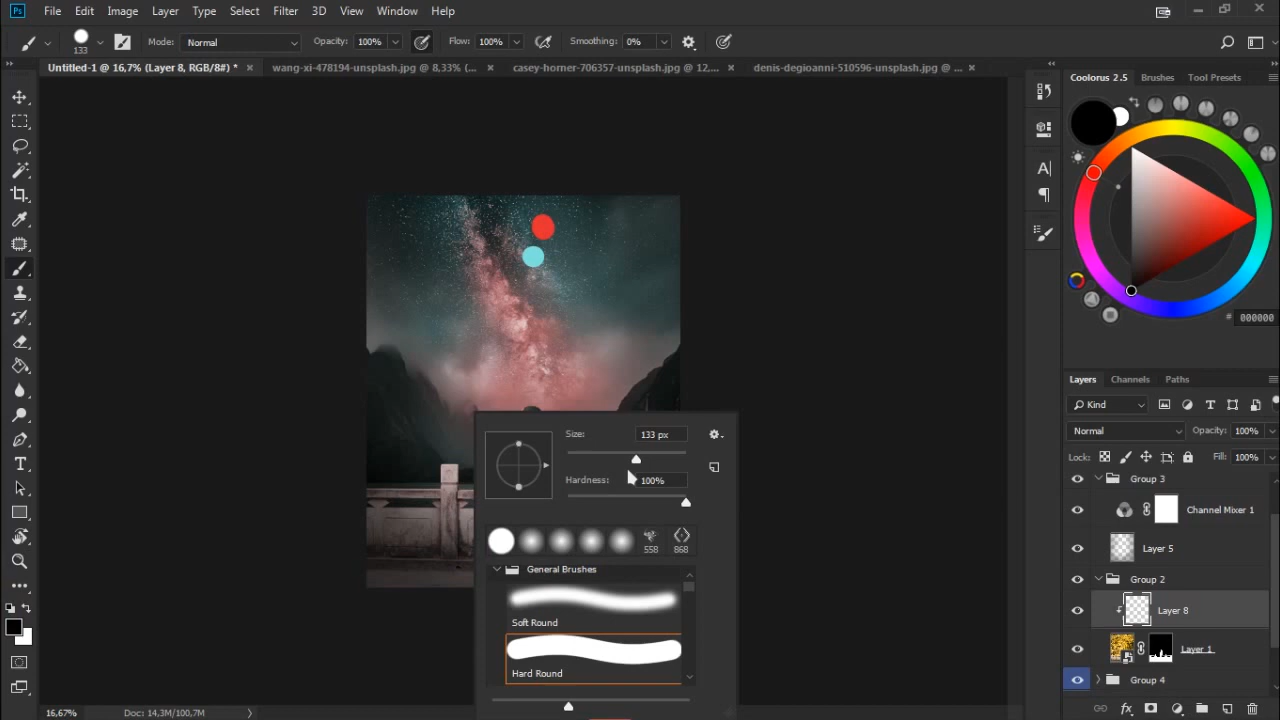 Ps File Edit Image Layer Type Select Filter 3D View Window Help
133 Mode: Normal Opacity: 100% Flow: 100% Smoothing: 0%
Untitled-1 @ 16,7% (Layer 8, RGB/8#) * wang-xi-478194-unsplash.jpg @ 8,33% (... casey-horner-706357-unsplash.jpg @ 12,... denis-degioanni-510596-unsplash.jpg @ ...
Coolorus 2.5 Brushes Tool Presets
# 000000
Layers Channels Paths
Kind
Normal Opacity: 100%
Lock: Fill: 100%
Group 3
Channel Mixer 1
Layer 5
Group 2
Layer 8
Layer 1
Group 4
Size: 133 px
Hardness: 100%
558 868
General Brushes
Soft Round
Hard Round
16,67% Doc: 14,3M/100,7M